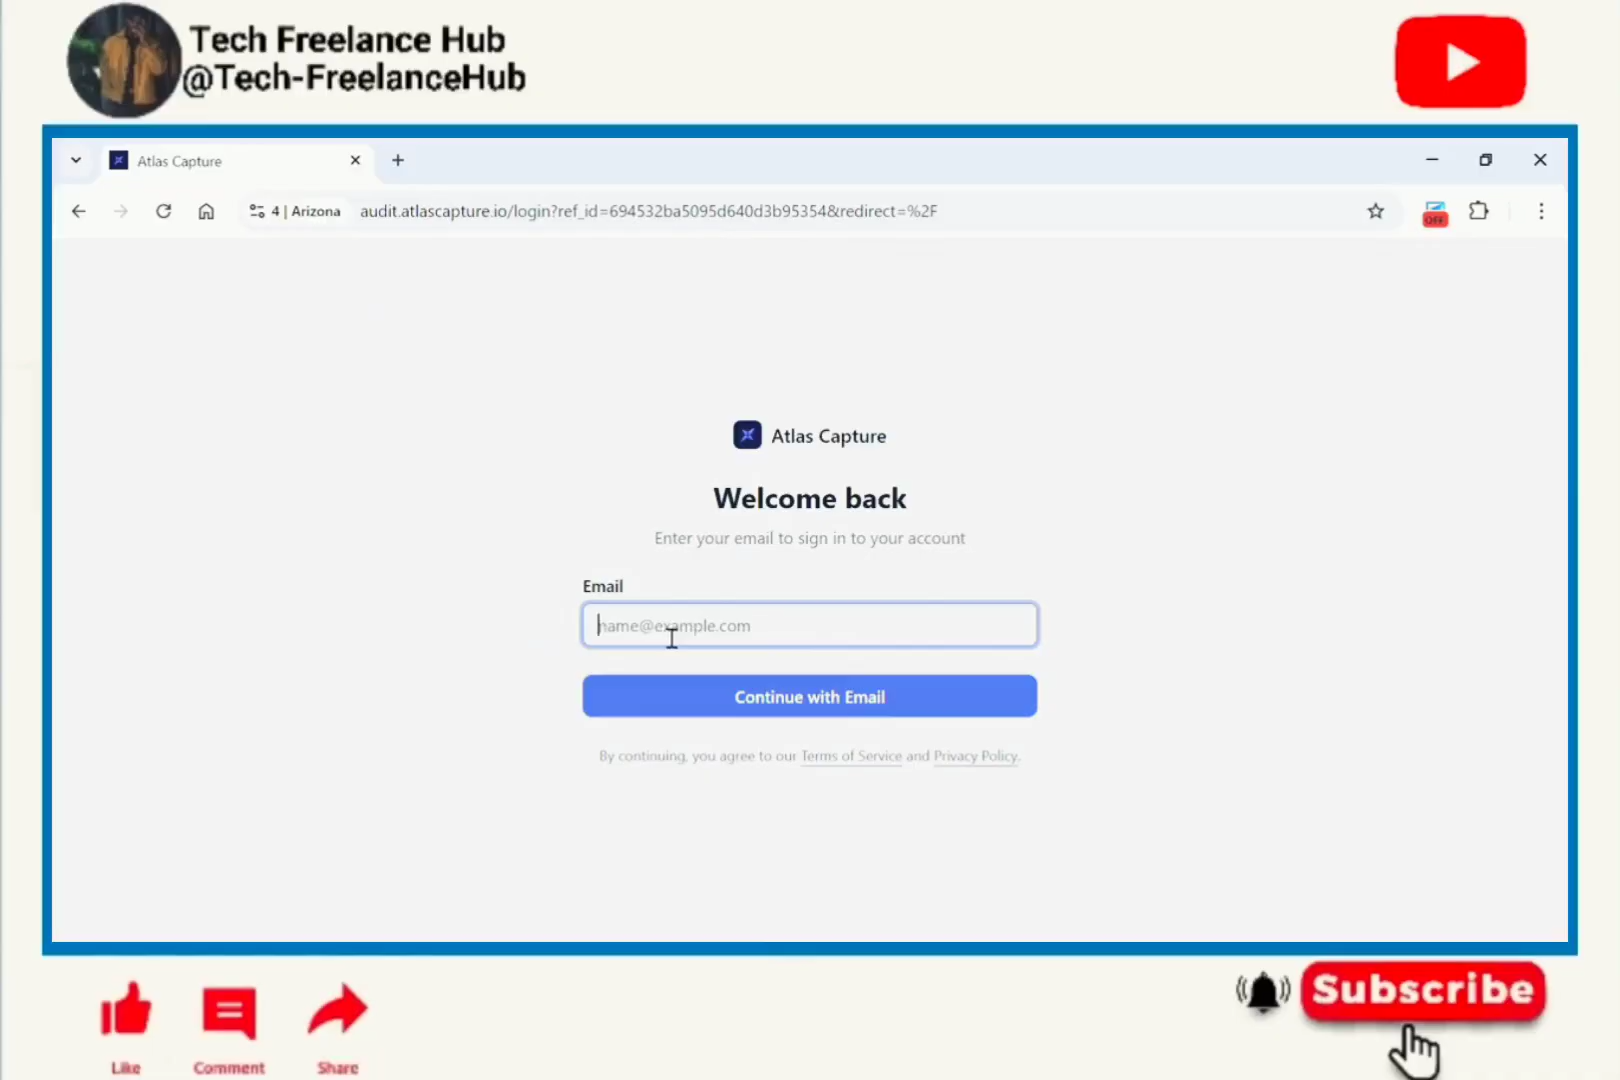 Tech Freelance Hub
@Tech-FreelanceHub
Atlas Capture
4 | Arizona audit.atlascapture.io/login?ref_id=694532ba5095d640d3b95354&redirect=%2F
OFF
Atlas Capture
Welcome back
Enter your email to sign in to your account
Email
name@example.com
Continue with Email
By continuing, you agree to our Terms of Service and Privacy Policy.
Subscribe
Like Comment Share